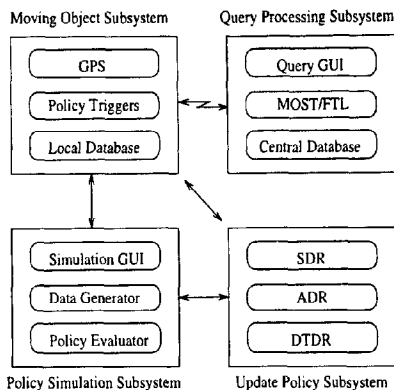 Moving Object Subsystem
GPS
Policy Triggers
Local Database
Query Processing Subsystem
Query GUI
MOST/FTL
Central Database
Simulation GUI
Data Generator
Policy Evaluator
Policy Simulation Subsystem
SDR
ADR
DTDR
Update Policy Subsystem